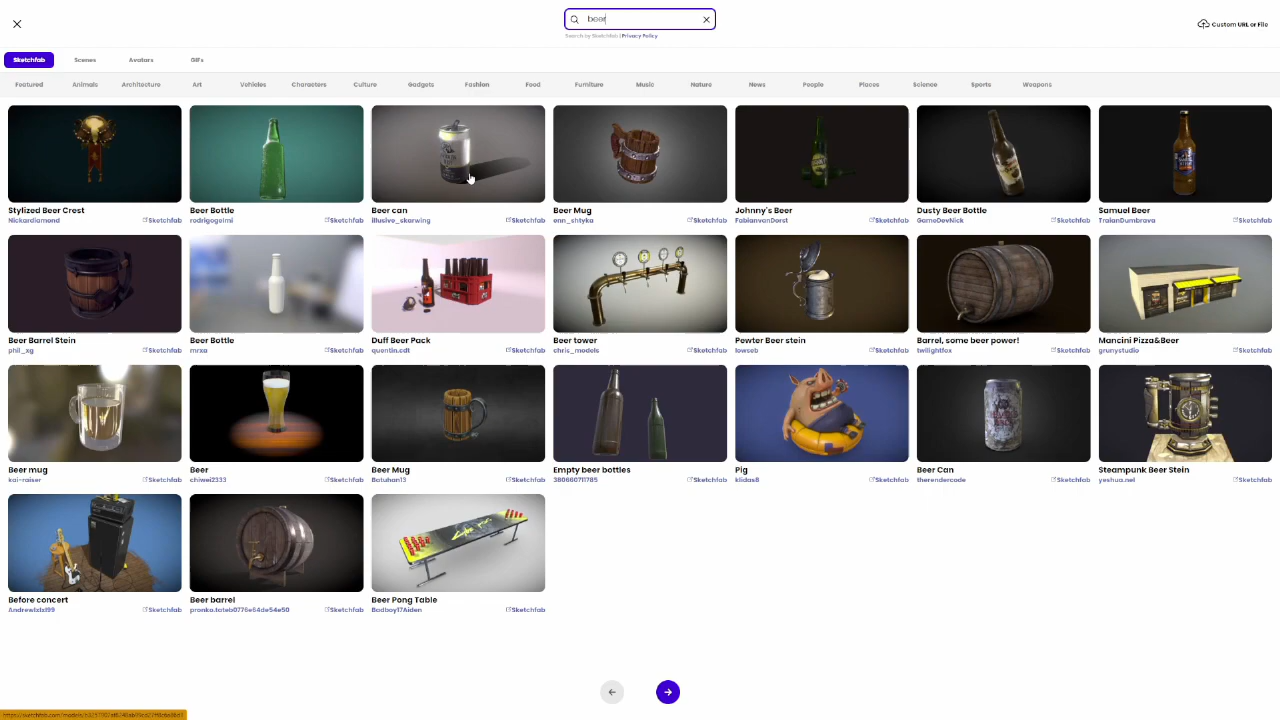 beer
Search by Sketchfab | Privacy Policy
Custom URL or File
Sketchfab Scenes Avatars GIFs
Featured Animals Architecture Art Vehicles Characters Culture Gadgets Fashion Food Furniture Music Nature News People Places Science Sports Weapons
Stylized Beer Crest Beer Bottle Beer can Beer Mug Johnny's Beer Dusty Beer Bottle Samuel Beer
Nickardiamond Sketchfab rodrigogelmi Sketchfab illusive_skarwing Sketchfab enn_shtyka Sketchfab FabianvanDorst Sketchfab GameDevNick Sketchfab TraianDumbrava Sketchfab
Beer Barrel Stein Beer Bottle Duff Beer Pack Beer tower Pewter Beer stein Barrel, some beer power! Mancini Pizza&Beer
phil_xg Sketchfab mrxa Sketchfab quentin.cdt Sketchfab chris_models Sketchfab lowseb Sketchfab twilightfox Sketchfab grunystudio Sketchfab
Beer mug Beer Beer Mug Empty beer bottles Pig Beer Can Steampunk Beer Stein
kai-raiser Sketchfab chiwei2333 Sketchfab Batuhan13 Sketchfab 380660711785 Sketchfab klidas8 Sketchfab therendercode Sketchfab yeshua.nel Sketchfab
Before concert Beer barrel Beer Pong Table
Sketchfab pronko.tateb0776e64de54e50 Sketchfab Badboy17Aiden Sketchfab